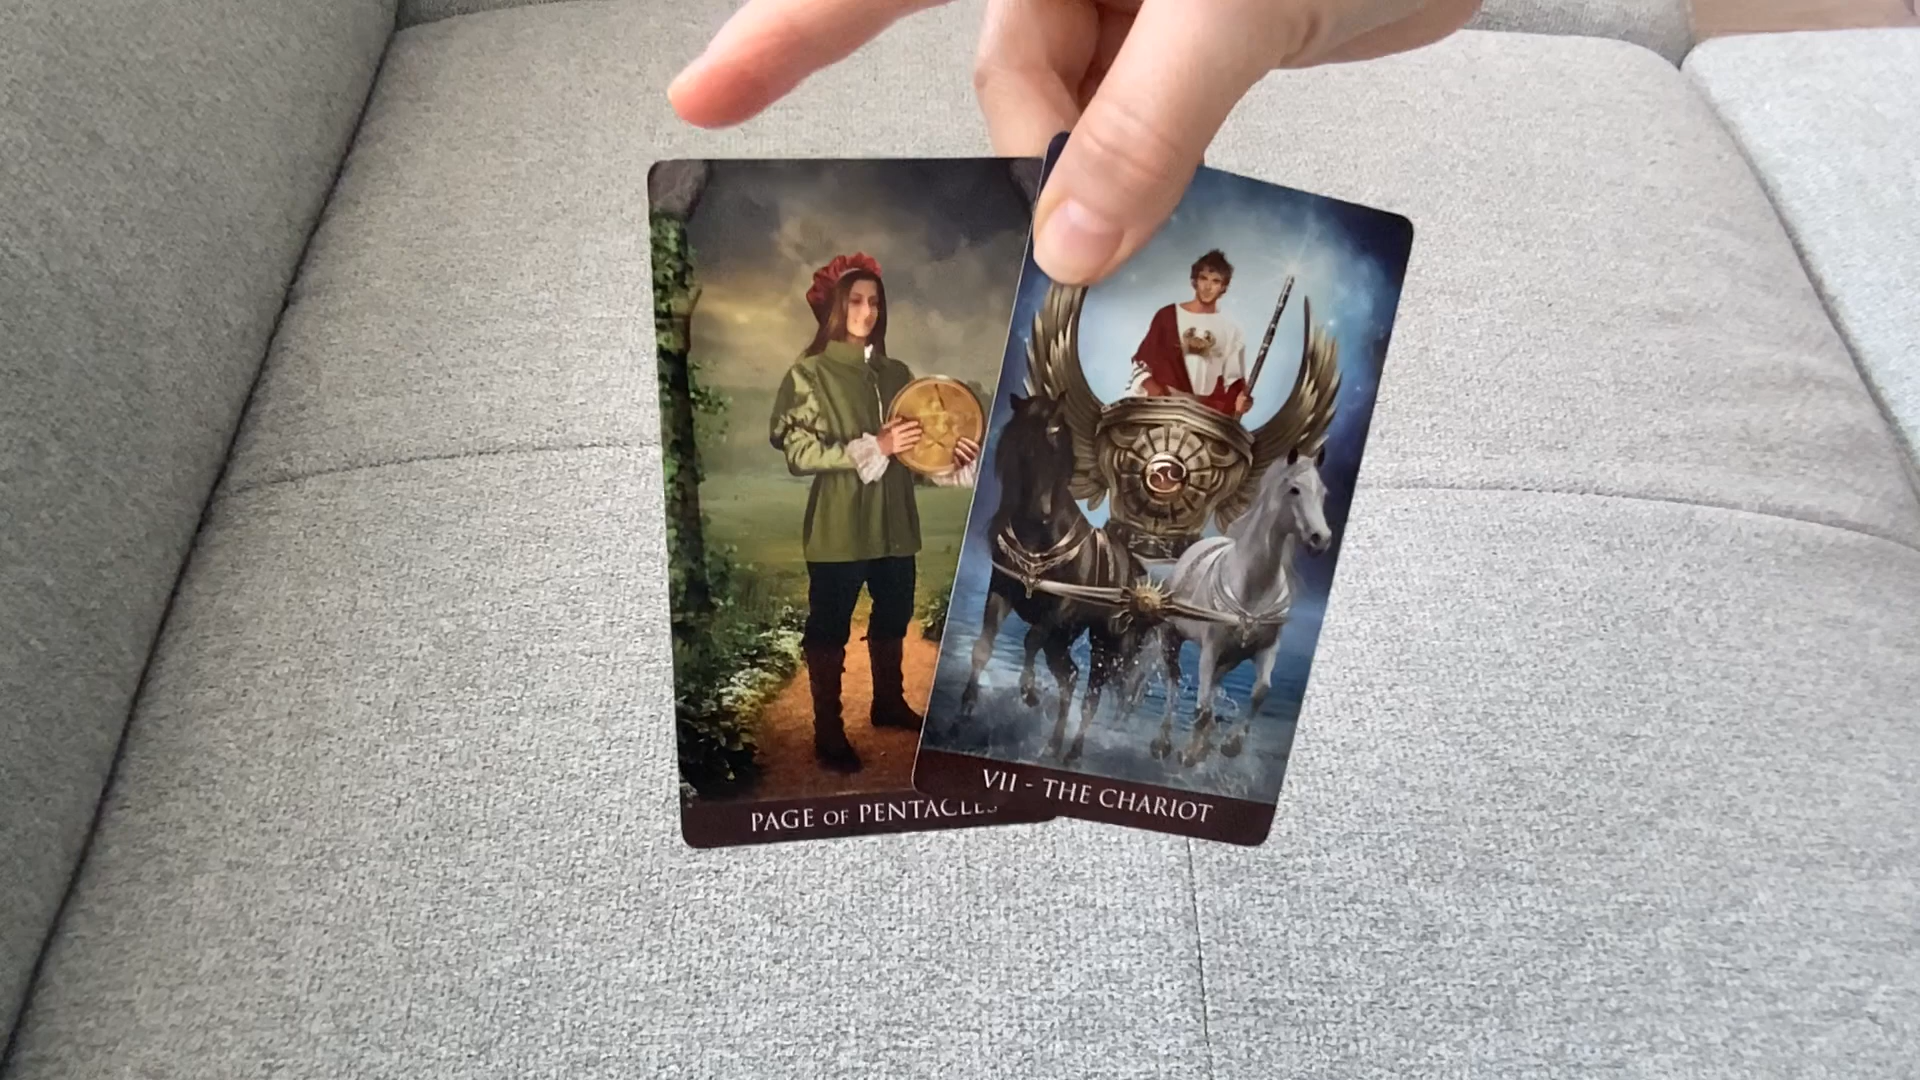 PAGE OF PENTACLES
VII - THE CHARIOT